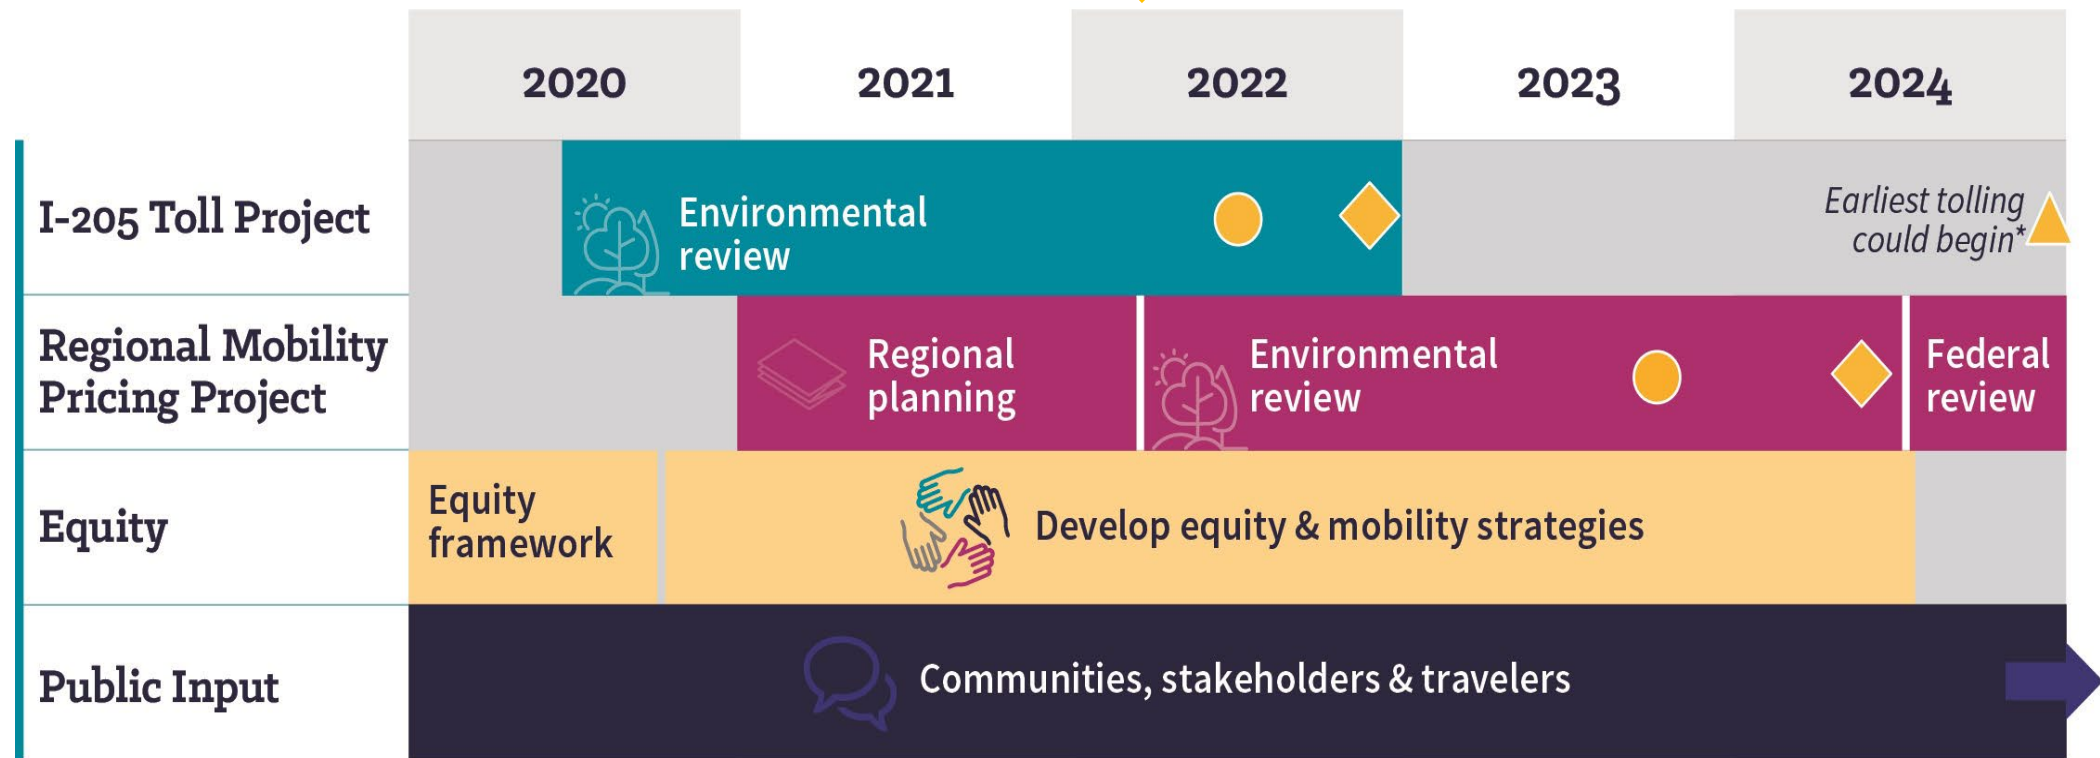 2020
2021
2022
2023
2024
I-205 Toll Project
Environmental
review
Earliest tolling
could begin*
Regional Mobility
Pricing Project
Regional
planning
Environmental
review
Federal
review
Equity
Equity
framework
Develop equity & mobility strategies
Public Input
Communities, stakeholders & travelers